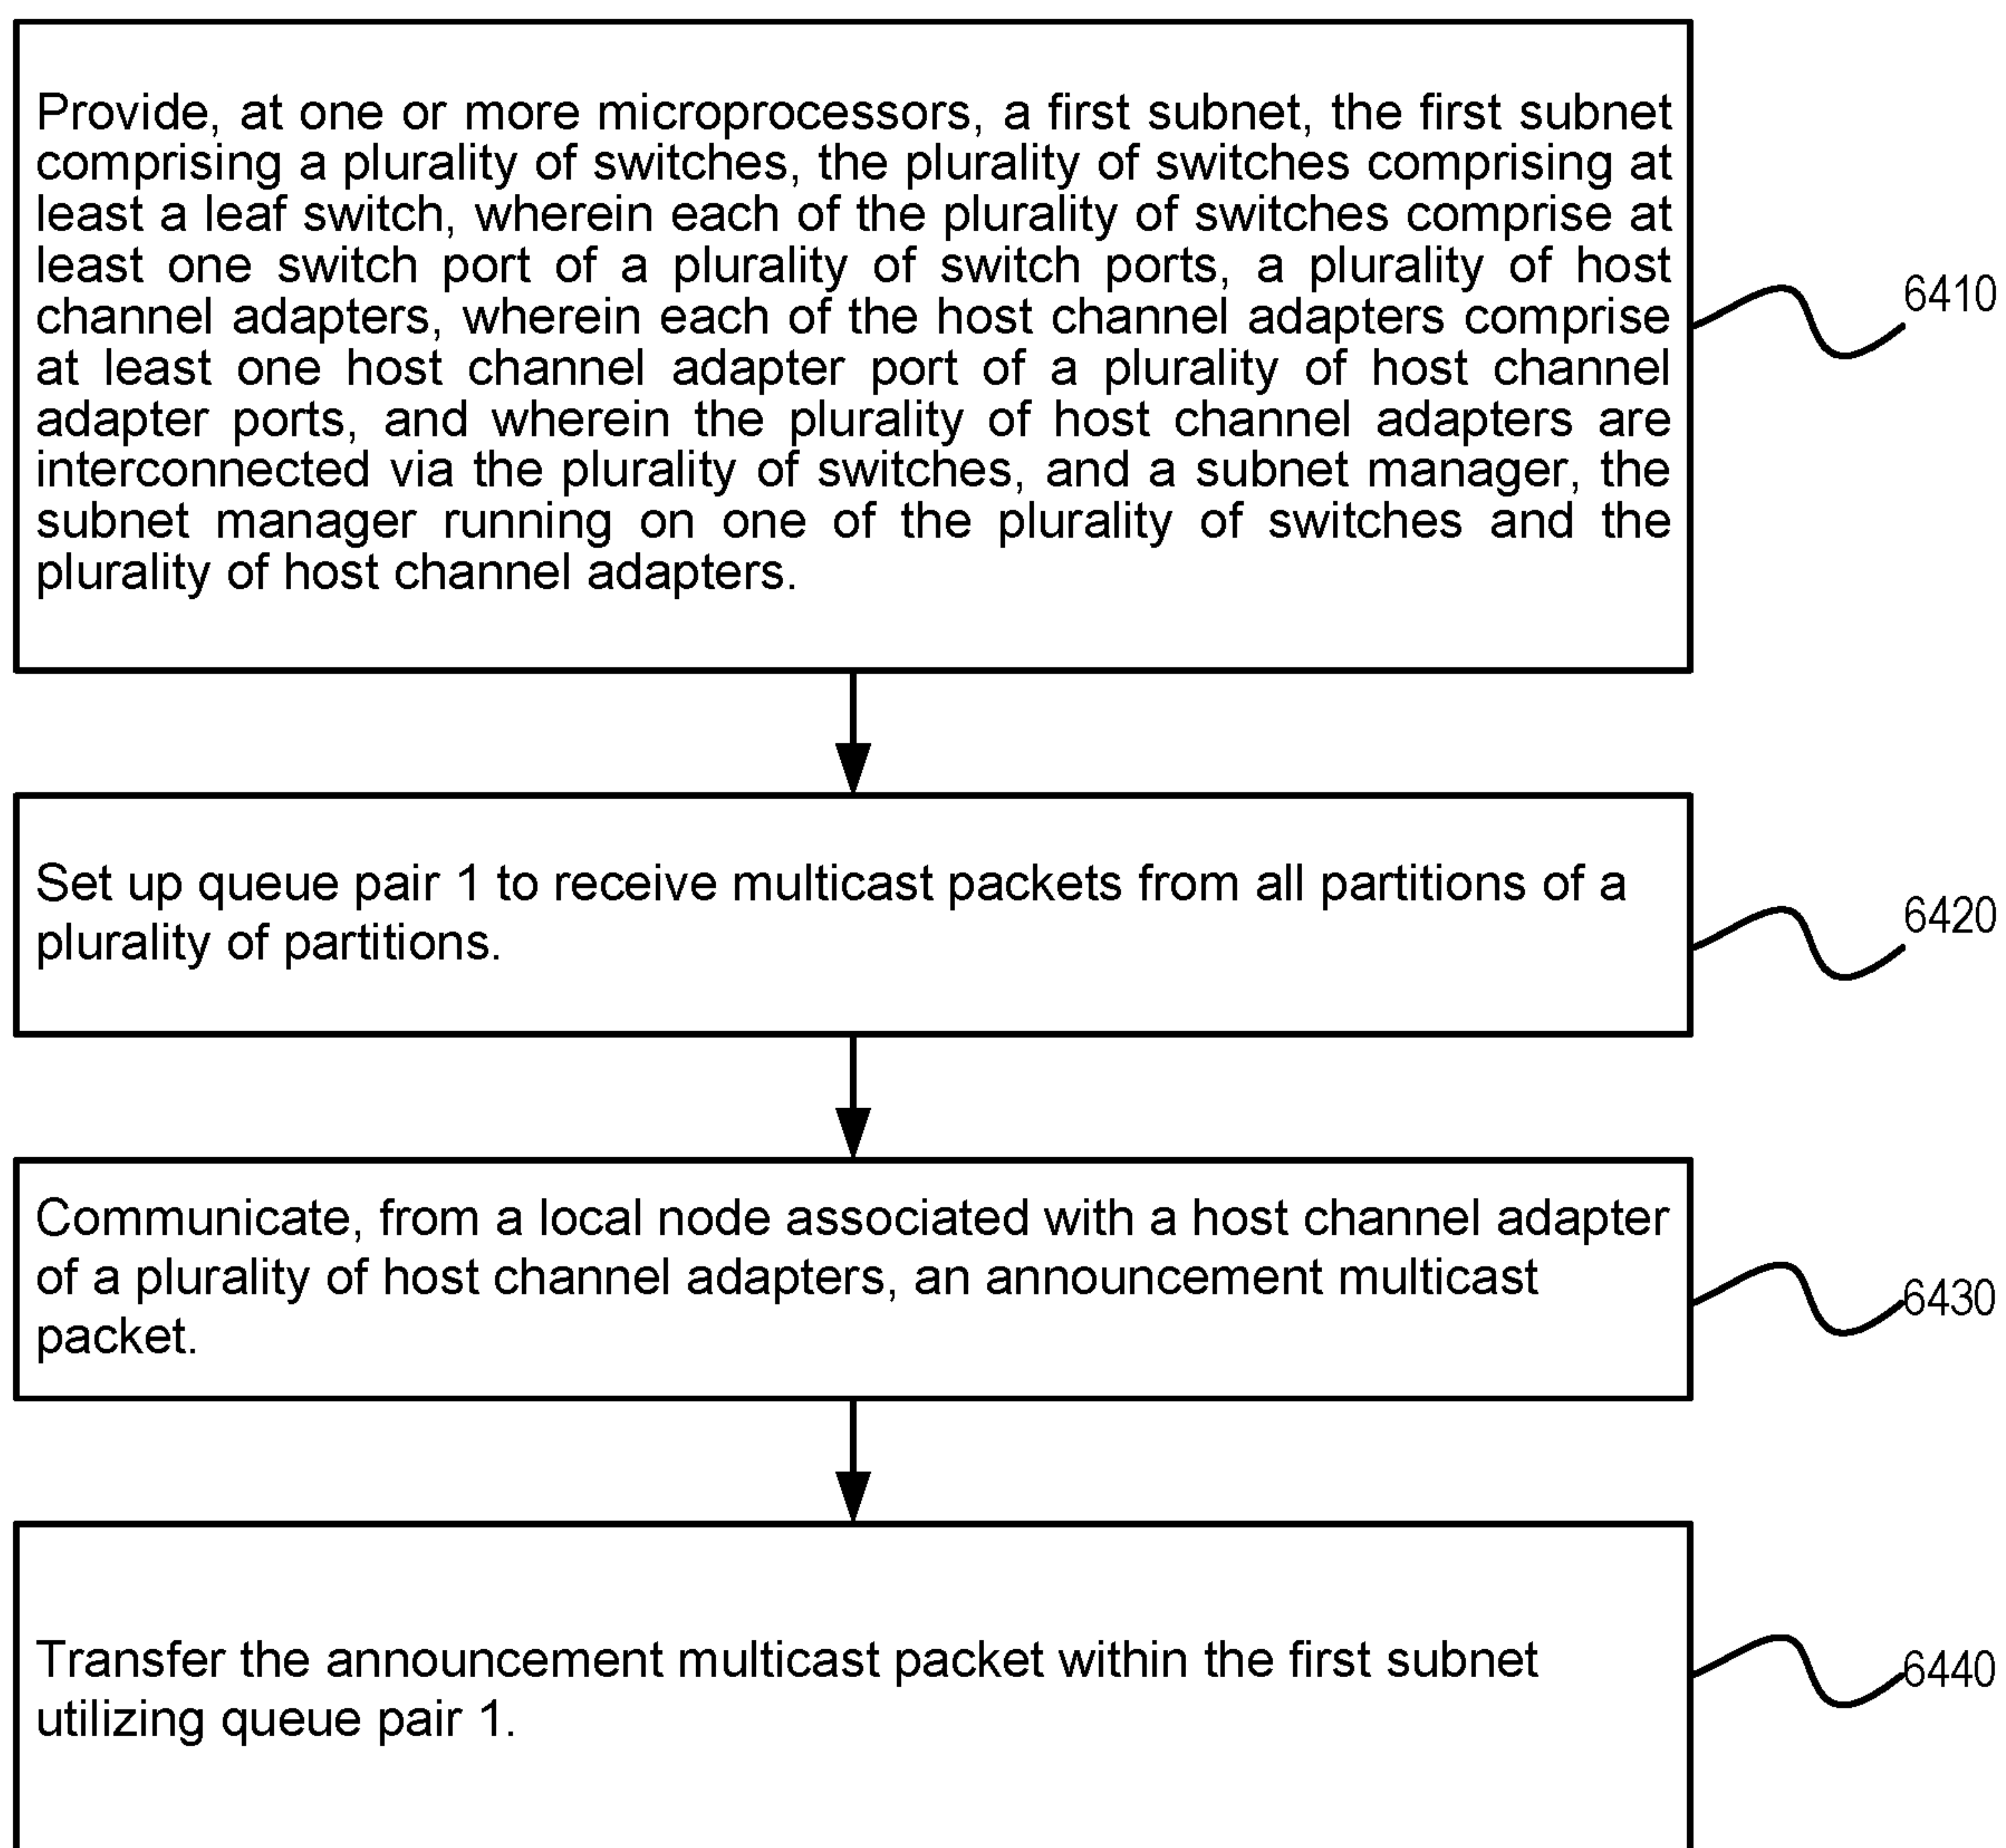 Provide, at one or more microprocessors, a first subnet, the first subnet
comprising a plurality of switches, the plurality of switches comprising at
least a leaf switch, wherein each of the plurality of switches comprise at
least one switch port of a plurality of switch ports, a plurality of host
channel adapters, wherein each of the host channel adapters comprise
at least one host channel adapter port of a plurality of host channel
adapter ports, and wherein the plurality of host channel adapters are
interconnected via the plurality of switches, and a subnet manager, the
subnet manager running on one of the plurality of switches and the
plurality of host channel adapters.
6410
Set up queue pair 1 to receive multicast packets from all partitions of a
plurality of partitions.
6420
Communicate, from a local node associated with a host channel adapter
of a plurality of host channel adapters, an announcement multicast
packet.
6430
Transfer the announcement multicast packet within the first subnet
utilizing queue pair 1.
6440